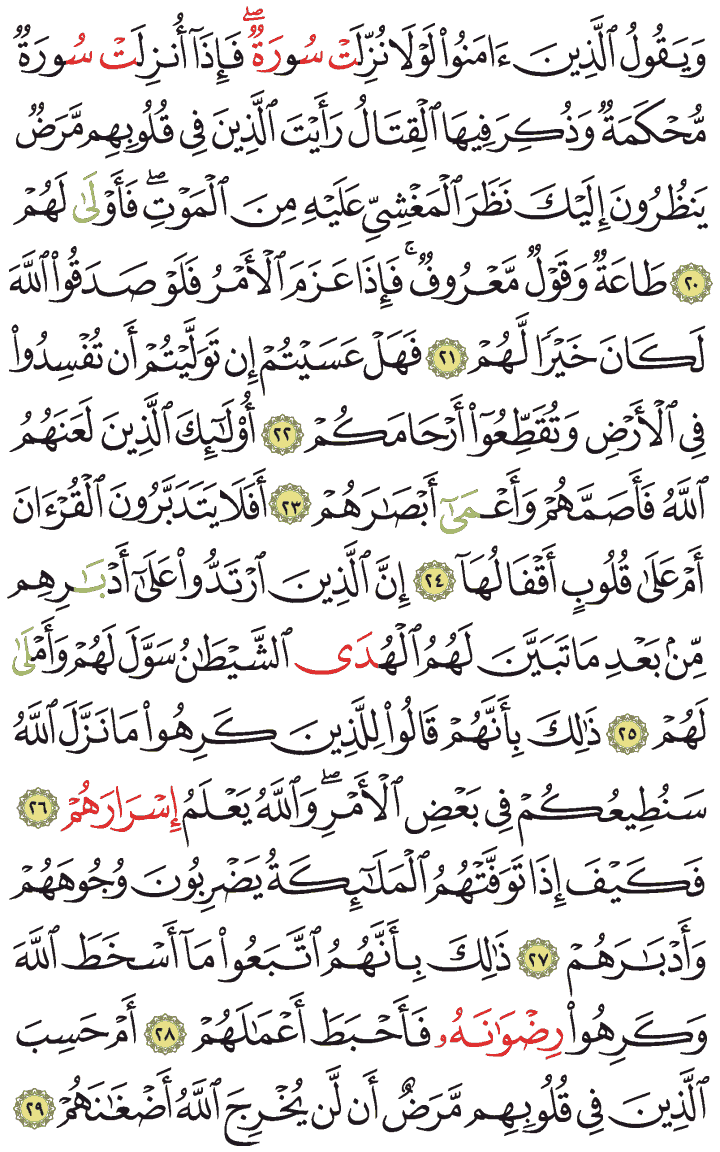 وَيَقُولُ ٱلَّذِينَ ءَامَنُوا۟ لَوْلَا نُزِّلَتْ سُورَةٌۖ فَإِذَآ أُنزِلَتْ سُورَةٌ
مُّحْكَمَةٌ وَذُكِرَ فِيهَا ٱلْقِتَالُ رَأَيْتَ ٱلَّذِينَ فِى قُلُوبِهِم مَّرَضٌ
يَنظُرُونَ إِلَيْكَ نَظَرَ ٱلْمَغْشِىِّ عَلَيْهِ مِنَ ٱلْمَوْتِۖ فَأَوْلَىٰ لَهُمْ
٢٠ طَاعَةٌ وَقَوْلٌ مَّعْرُوفٌۚ فَإِذَا عَزَمَ ٱلْأَمْرُ فَلَوْ صَدَقُوا۟ ٱللَّهَ
لَكَانَ خَيْرًا لَّهُمْ ٢١ فَهَلْ عَسَيْتُمْ إِن تَوَلَّيْتُمْ أَن تُفْسِدُوا۟
فِى ٱلْأَرْضِ وَتُقَطِّعُوٓا۟ أَرْحَامَكُمْ ٢٢ أُو۟لَٰٓئِكَ ٱلَّذِينَ لَعَنَهُمُ
ٱللَّهُ فَأَصَمَّهُمْ وَأَعْمَىٰٓ أَبْصَٰرَهُمْ ٢٣ أَفَلَا يَتَدَبَّرُونَ ٱلْقُرْءَانَ
أَمْ عَلَىٰ قُلُوبٍ أَقْفَالُهَآ ٢٤ إِنَّ ٱلَّذِينَ ٱرْتَدُّوا۟ عَلَىٰٓ أَدْبَٰرِهِم
مِّنۢ بَعْدِ مَا تَبَيَّنَ لَهُمُ ٱلْهُدَى ٱلشَّيْطَٰنُ سَوَّلَ لَهُمْ وَأَمْلَىٰ
لَهُمْ ٢٥ ذَٰلِكَ بِأَنَّهُمْ قَالُوا۟ لِلَّذِينَ كَرِهُوا۟ مَا نَزَّلَ ٱللَّهُ
سَنُطِيعُكُمْ فِى بَعْضِ ٱلْأَمْرِۖ وَٱللَّهُ يَعْلَمُ إِسْرَارَهُمْ ٢٦
فَكَيْفَ إِذَا تَوَفَّتْهُمُ ٱلْمَلَٰٓئِكَةُ يَضْرِبُونَ وُجُوهَهُمْ
وَأَدْبَٰرَهُمْ ٢٧ ذَٰلِكَ بِأَنَّهُمُ ٱتَّبَعُوا۟ مَآ أَسْخَطَ ٱللَّهَ
وَكَرِهُوا۟ رِضْوَٰنَهُۥ فَأَحْبَطَ أَعْمَٰلَهُمْ ٢٨ أَمْ حَسِبَ
ٱلَّذِينَ فِى قُلُوبِهِم مَّرَضٌ أَن لَّن يُخْرِجَ ٱللَّهُ أَضْغَٰنَهُمْ ٢٩